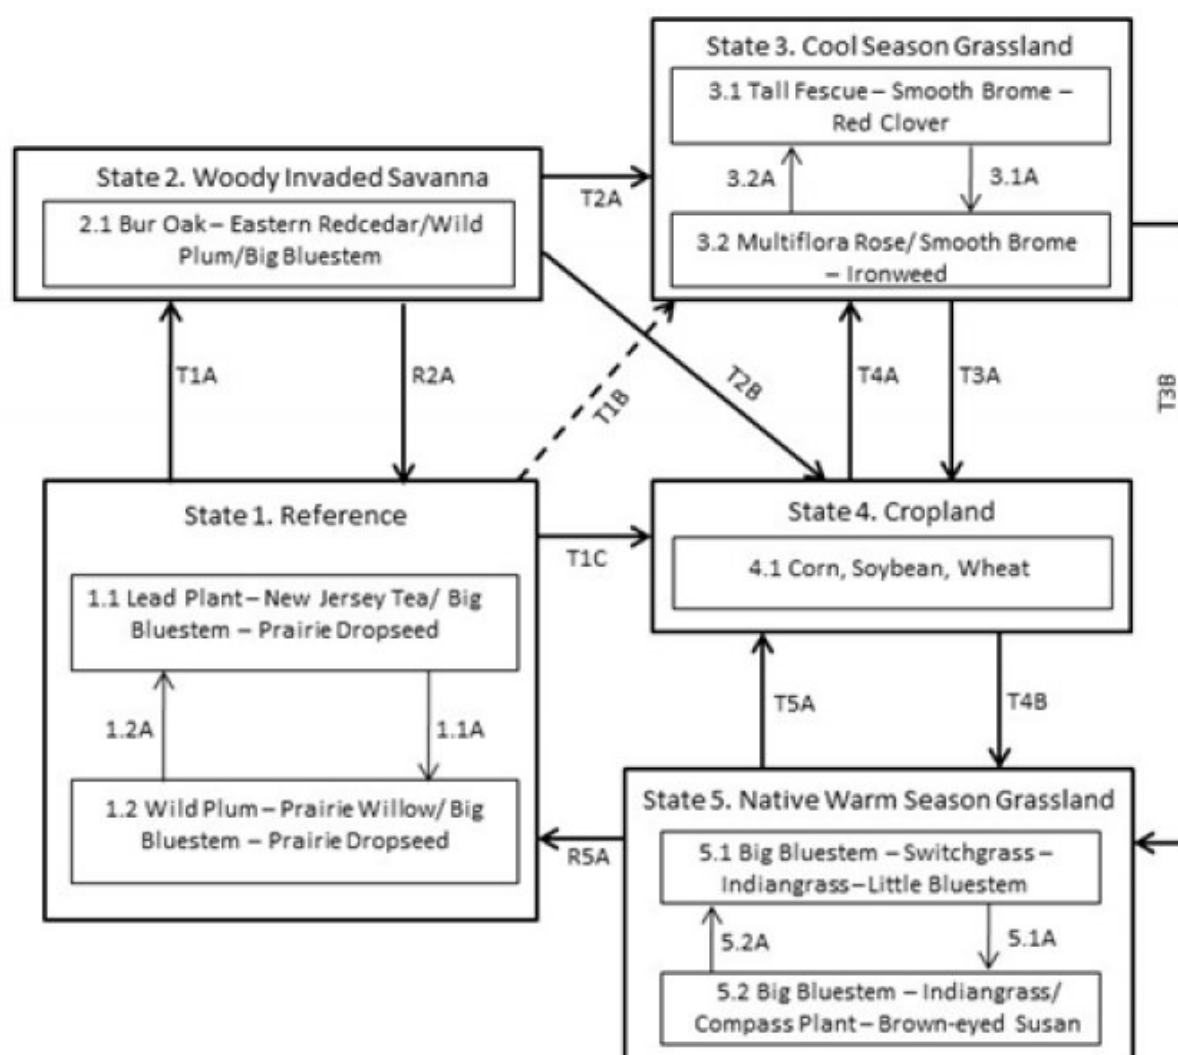 State 3. Cool Season Grassland
3.1 Tall Fescue – Smooth Brome –
Red Clover
3.2A
3.1A
3.2 Multiflora Rose/ Smooth Brome
– Ironweed
State 2. Woody Invaded Savanna
2.1 Bur Oak – Eastern Redcedar/Wild
Plum/Big Bluestem
T2A
T1A
R2A
T1B
T2B
T4A
T3A
T3B
State 1. Reference
1.1 Lead Plant – New Jersey Tea/ Big
Bluestem – Prairie Dropseed
1.2A
1.1A
1.2 Wild Plum – Prairie Willow/ Big
Bluestem – Prairie Dropseed
T1C
State 4. Cropland
4.1 Corn, Soybean, Wheat
T5A
T4B
R5A
State 5. Native Warm Season Grassland
5.1 Big Bluestem – Switchgrass –
Indiangrass – Little Bluestem
5.2A
5.1A
5.2 Big Bluestem – Indiangrass/
Compass Plant – Brown-eyed Susan